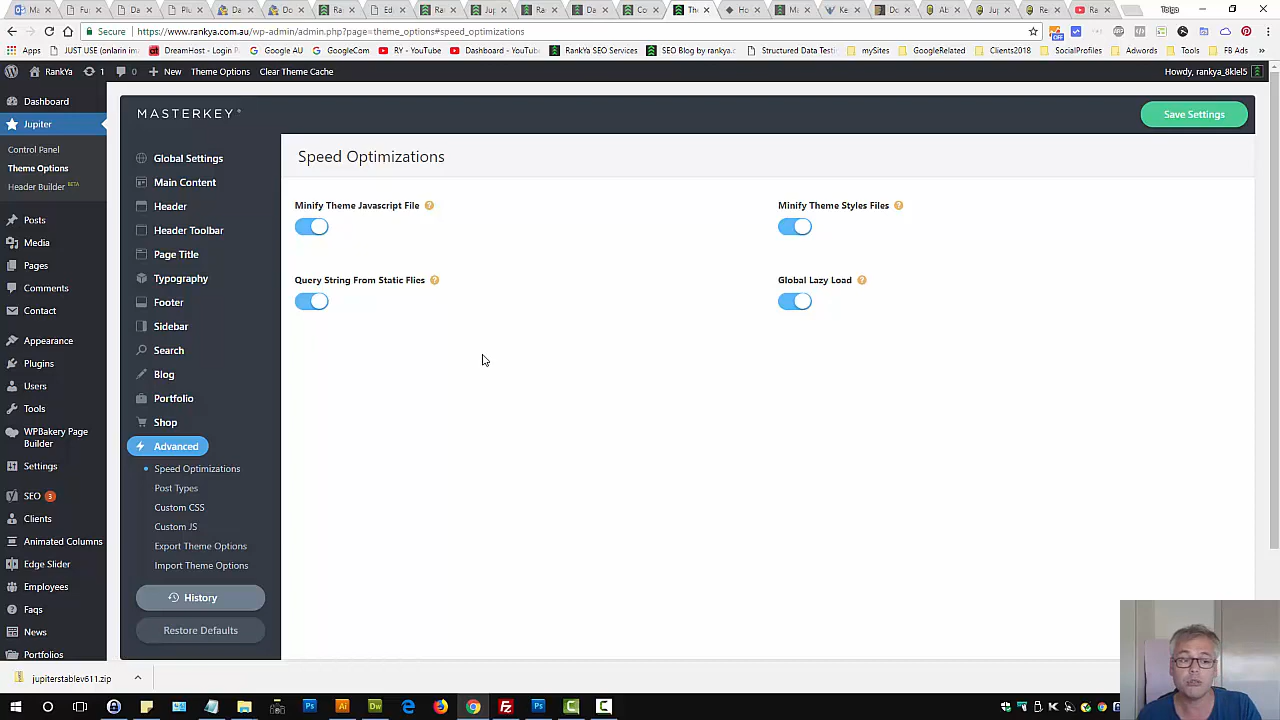 Secure https://www.rankya.com.au/wp-admin/admin.php?page=theme_options#speed_optimizations
Apps JUST USE (onlarin im DreamHost - Login P Google AU GoogleCam RY - YouTube Dashboard - YouTube RankYa SEO Services SEO Blog by RankYa Structured Data Testi mySites GoogleRelated Clients2018 SocialProfiles Adwords Tools FB Ads
RankYa 1 0 New Theme Options Clear Theme Cache Howdy, rankya_8klel5
Dashboard
Jupiter
Control Panel
Theme Options
Header Builder BETA
Posts
Media
Pages
Comments
Contact
Appearance
Plugins
Users
Tools
WPBakery Page
Builder
Settings
SEO 3
Clients
Animated Columns
Edge Slider
Employees
Faqs
News
Portfolios
MASTERKEY
Save Settings
Global Settings
Main Content
Header
Header Toolbar
Page Title
Typography
Footer
Sidebar
Search
Blog
Portfolio
Shop
Advanced
Speed Optimizations
Post Types
Custom CSS
Custom JS
Export Theme Options
Import Theme Options
History
Restore Defaults
Speed Optimizations
Minify Theme Javascript File ?
Minify Theme Styles Files ?
Query String From Static Flies ?
Global Lazy Load ?
jupiterstablev611.zip